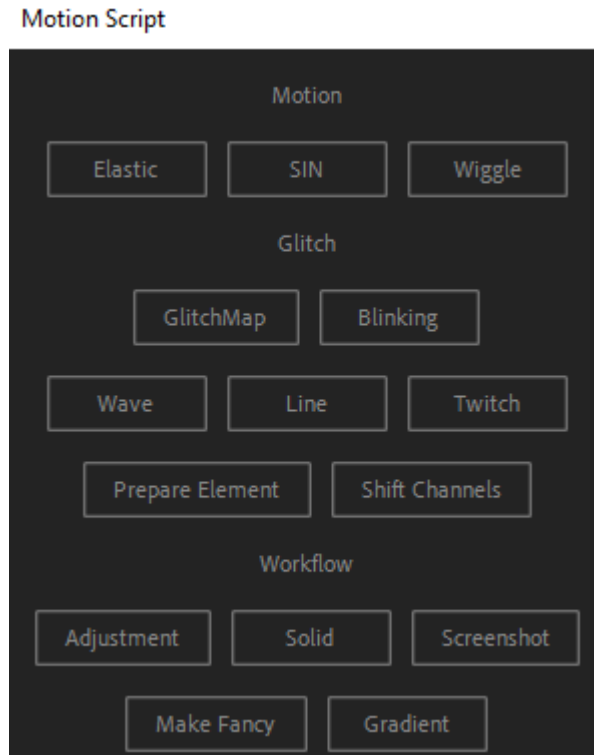 Motion Script
Motion
Elastic SIN Wiggle
Glitch
GlitchMap Blinking
Wave Line Twitch
Prepare Element Shift Channels
Workflow
Adjustment Solid Screenshot
Make Fancy Gradient